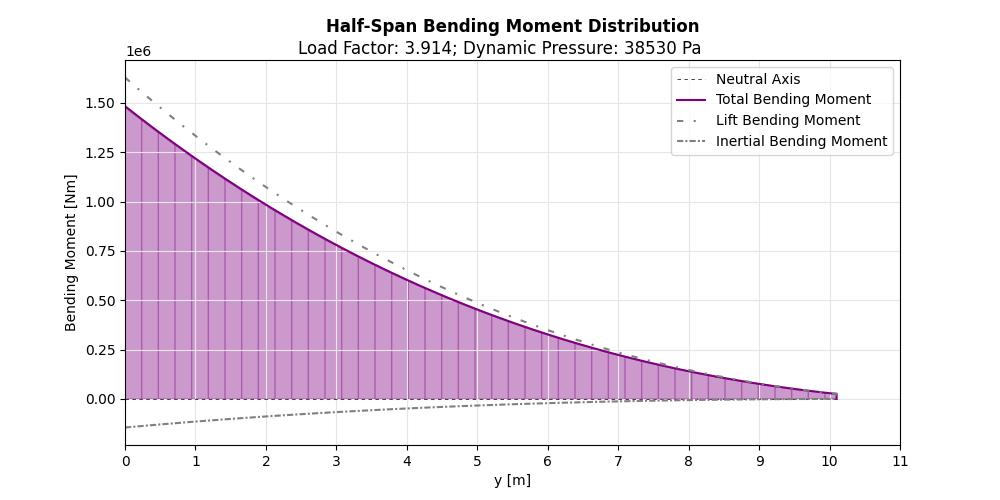 Half-Span Bending Moment Distribution
Load Factor: 3.914; Dynamic Pressure: 38530 Pa
1e6
Neutral Axis
Total Bending Moment
Lift Bending Moment
Inertial Bending Moment
1.50
1.25
1.00
0.75
0.50
0.25
0.00
Bending Moment [Nm]
0 1 2 3 4 5 6 7 8 9 10 11
y [m]